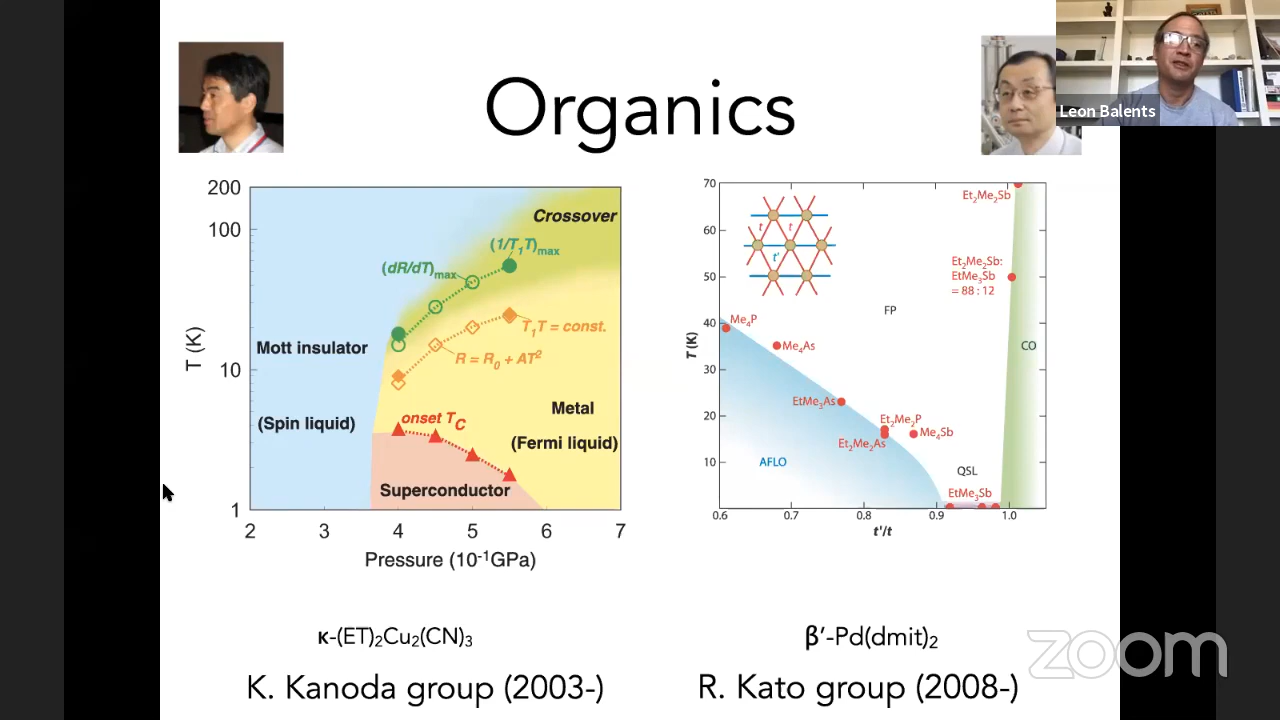 Organics
Leon Balents
200
100
10
1
T (K)
2 3 4 5 6 7
Pressure (10⁻¹GPa)
Crossover
(1/T₁T)max
(dR/dT)max
T₁T = const.
R = R₀ + AT²
Mott insulator
(Spin liquid)
Metal
(Fermi liquid)
onset TC
Superconductor
70
60
50
40
30
20
10
T (K)
0.6 0.7 0.8 0.9 1.0
t'/t
t t
t'
Et₂Me₂Sb
Et₂Me₂Sb:
EtMe₃Sb
= 88 : 12
FP
CO
Me₄P
Me₄As
EtMe₃As
Et₂Me₂P
Et₂Me₂As
Me₄Sb
AFLO
QSL
EtMe₃Sb
κ-(ET)₂Cu₂(CN)₃
K. Kanoda group (2003-)
β’-Pd(dmit)₂
R. Kato group (2008-)
zoom